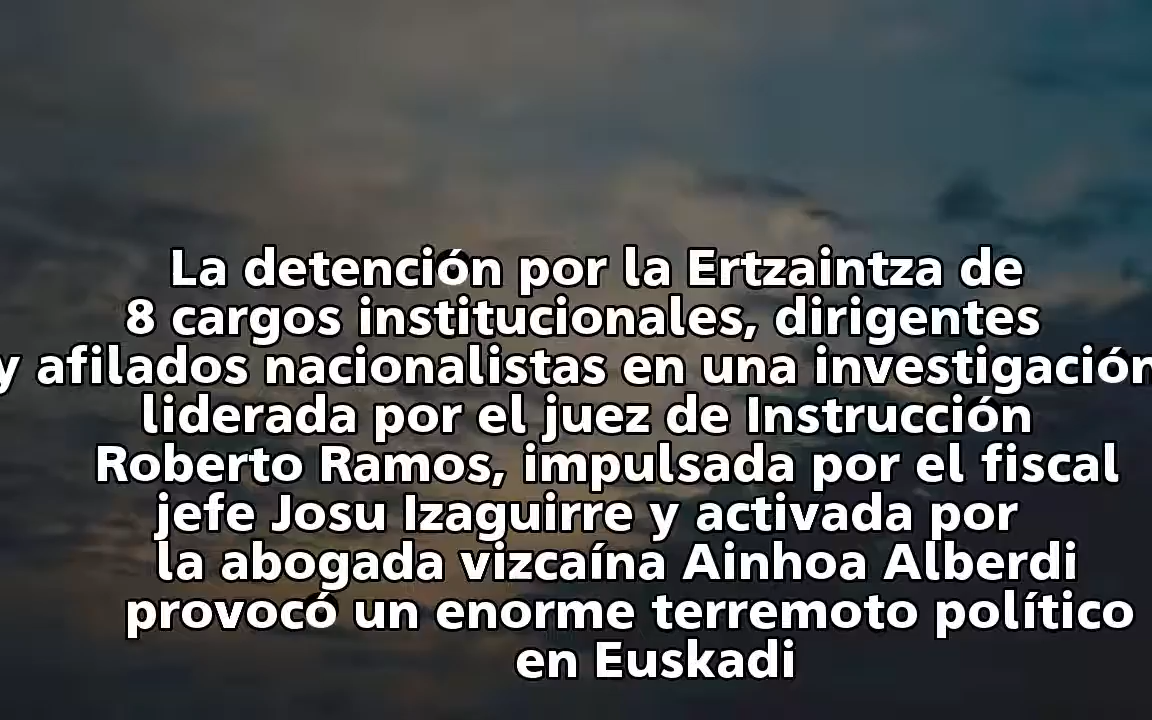 La detención por la Ertzaintza de
8 cargos institucionales, dirigentes
y afilados nacionalistas en una investigación
liderada por el juez de Instrucción
Roberto Ramos, impulsada por el fiscal
jefe Josu Izaguirre y activada por
la abogada vizcaína Ainhoa Alberdi
provocó un enorme terremoto político
en Euskadi